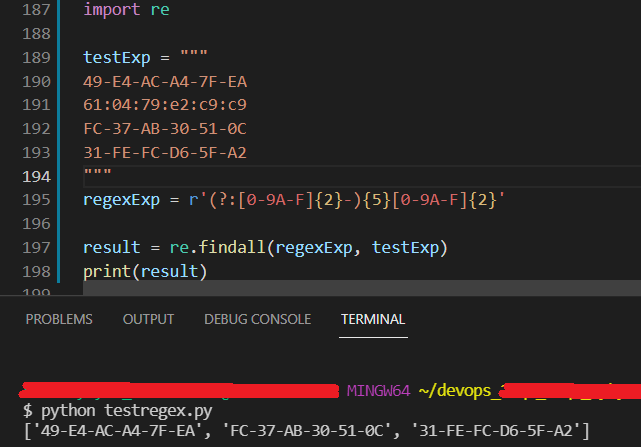 187 import re
188
189 testExp = """
190 49-E4-AC-A4-7F-EA
191 61:04:79:e2:c9:c9
192 FC-37-AB-30-51-0C
193 31-FE-FC-D6-5F-A2
194 """
195 regexExp = r'(?:[0-9A-F]{2}-){5}[0-9A-F]{2}'
196
197 result = re.findall(regexExp, testExp)
198 print(result)
199
PROBLEMS OUTPUT DEBUG CONSOLE TERMINAL
MINGW64 ~/devops_
$ python testregex.py
['49-E4-AC-A4-7F-EA', 'FC-37-AB-30-51-0C', '31-FE-FC-D6-5F-A2']